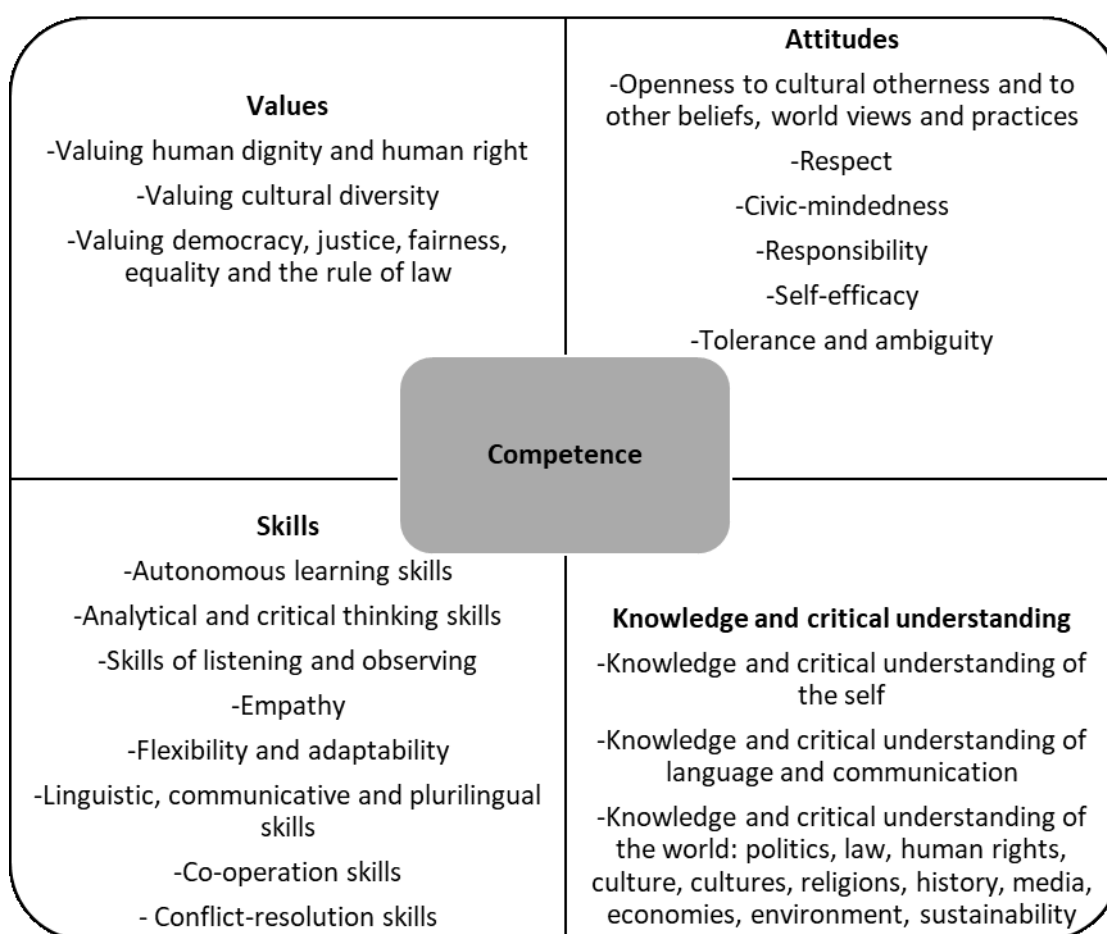 Values
-Valuing human dignity and human right
-Valuing cultural diversity
-Valuing democracy, justice, fairness,
equality and the rule of law
Attitudes
-Openness to cultural otherness and to
other beliefs, world views and practices
-Respect
-Civic-mindedness
-Responsibility
-Self-efficacy
-Tolerance and ambiguity
Competence
Skills
-Autonomous learning skills
-Analytical and critical thinking skills
-Skills of listening and observing
-Empathy
-Flexibility and adaptability
-Linguistic, communicative and plurilingual
skills
-Co-operation skills
- Conflict-resolution skills
Knowledge and critical understanding
-Knowledge and critical understanding of
the self
-Knowledge and critical understanding of
language and communication
-Knowledge and critical understanding of
the world: politics, law, human rights,
culture, cultures, religions, history, media,
economies, environment, sustainability